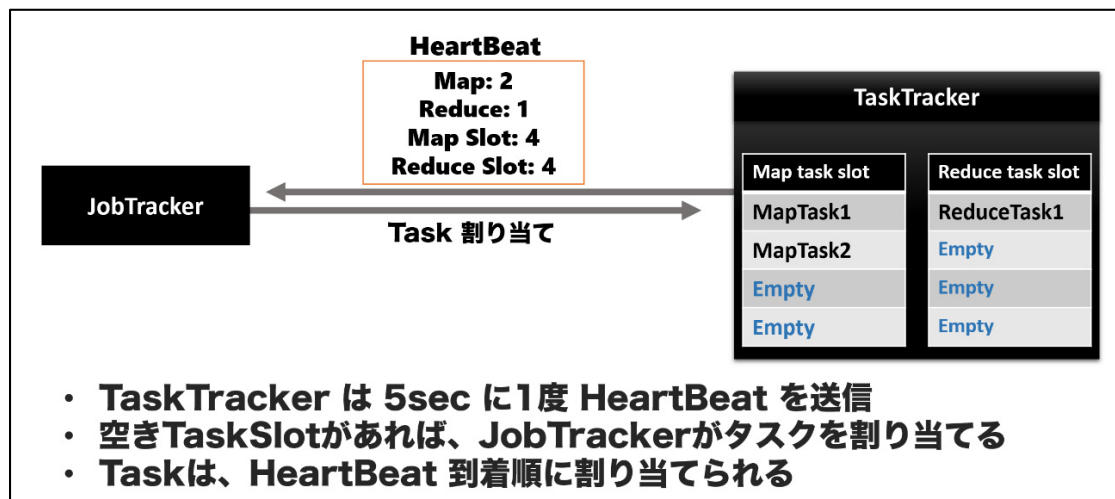 HeartBeat
Map: 2
Reduce: 1
Map Slot: 4
Reduce Slot: 4
JobTracker
Task 割り当て
TaskTracker
Map task slot
Reduce task slot
MapTask1
ReduceTask1
MapTask2
Empty
Empty
Empty
Empty
Empty
・ TaskTracker は 5sec に1度 HeartBeat を送信
・ 空きTaskSlotがあれば、JobTrackerがタスクを割り当てる
・ Taskは、HeartBeat 到着順に割り当てられる